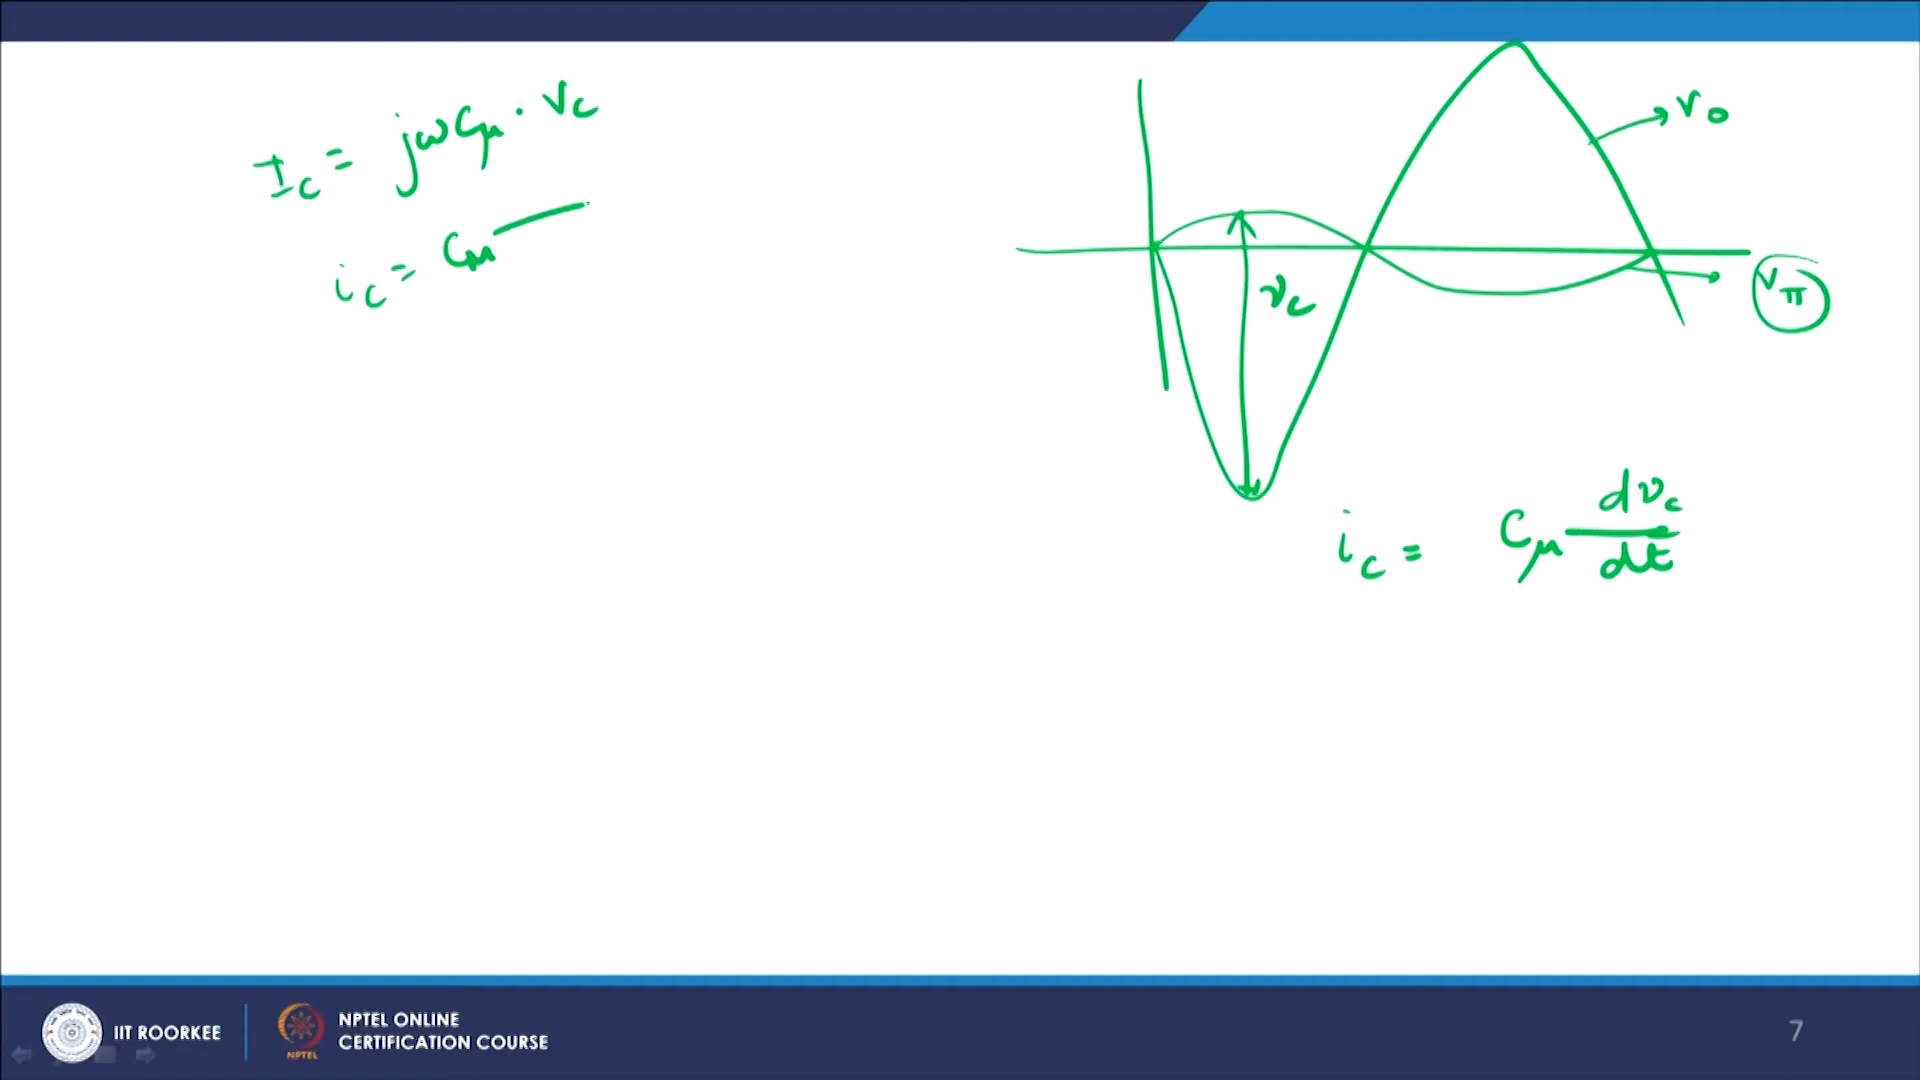 I_c = jωC_μ · V_c
i_c = C_μ
V_o
v_c
V_π
i_c = C_μ dv_c/dt
IIT ROORKEE
NPTEL
NPTEL ONLINE
CERTIFICATION COURSE
7